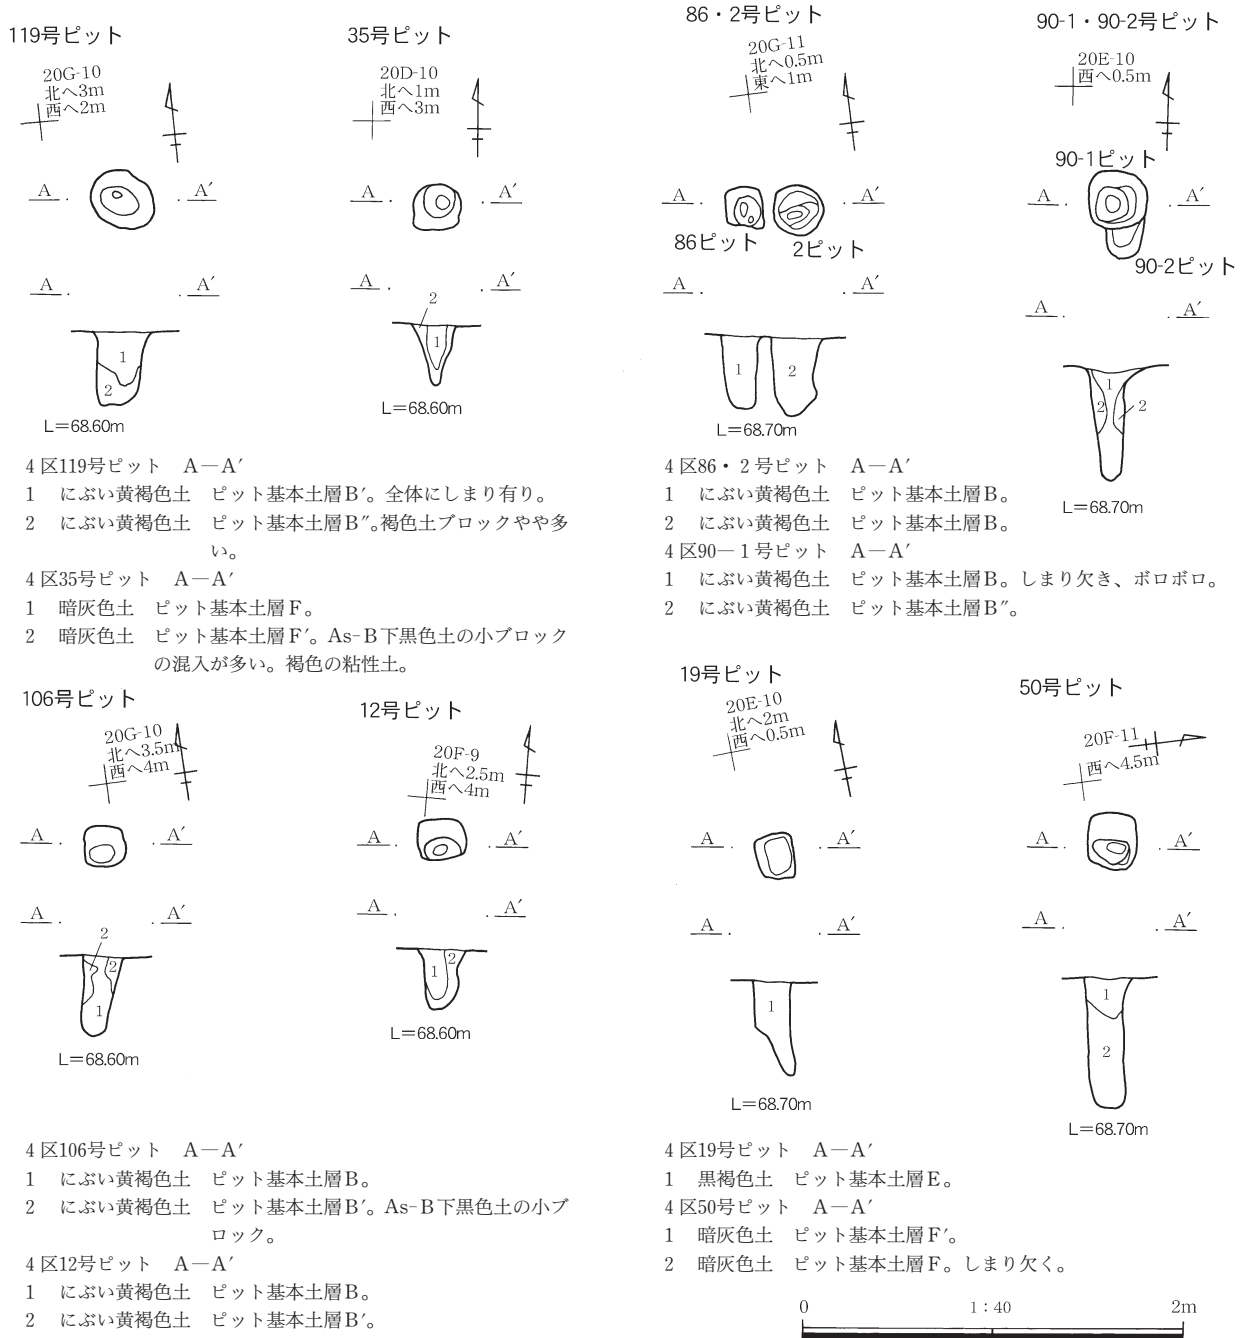 119号ピット
20G-10
北へ3m
西へ2m
A A′
A A′
1
2
L=68.60m
35号ピット
20D-10
北へ1m
西へ3m
A A′
A A′
2
1
L=68.60m
4区119号ピット A―A′
1 にぶい黄褐色土 ピット基本土層B′。全体にしまり有り。
2 にぶい黄褐色土 ピット基本土層B″。褐色土ブロックやや多
い。
4区35号ピット A―A′
1 暗灰色土 ピット基本土層F。
2 暗灰色土 ピット基本土層F′。As-B下黒色土の小ブロック
の混入が多い。褐色の粘性土。
106号ピット
20G-10
北へ3.5m
西へ4m
A A′
A A′
2
2
1
L=68.60m
12号ピット
20F-9
北へ2.5m
西へ4m
A A′
A A′
1 2
L=68.60m
4区106号ピット A―A′
1 にぶい黄褐色土 ピット基本土層B。
2 にぶい黄褐色土 ピット基本土層B′。As-B下黒色土の小ブ
ロック。
4区12号ピット A―A′
1 にぶい黄褐色土 ピット基本土層B。
2 にぶい黄褐色土 ピット基本土層B′。
86・2号ピット
20G-11
北へ0.5m
東へ1m
A A′
86ピット 2ピット
A A′
1 2
L=68.70m
90-1・90-2号ピット
20E-10
西へ0.5m
90-1ピット
A A′
90-2ピット
A A′
1
2 2
L=68.70m
4区86・2号ピット A―A′
1 にぶい黄褐色土 ピット基本土層B。
2 にぶい黄褐色土 ピット基本土層B。
4区90―1号ピット A―A′
1 にぶい黄褐色土 ピット基本土層B。しまり欠き、ボロボロ。
2 にぶい黄褐色土 ピット基本土層B″。
19号ピット
20E-10
北へ2m
西へ0.5m
A A′
A A′
1
L=68.70m
50号ピット
20F-11
西へ4.5m
A A′
A A′
1
2
L=68.70m
4区19号ピット A―A′
1 黒褐色土 ピット基本土層E。
4区50号ピット A―A′
1 暗灰色土 ピット基本土層F′。
2 暗灰色土 ピット基本土層F。しまり欠く。
0 1:40 2m